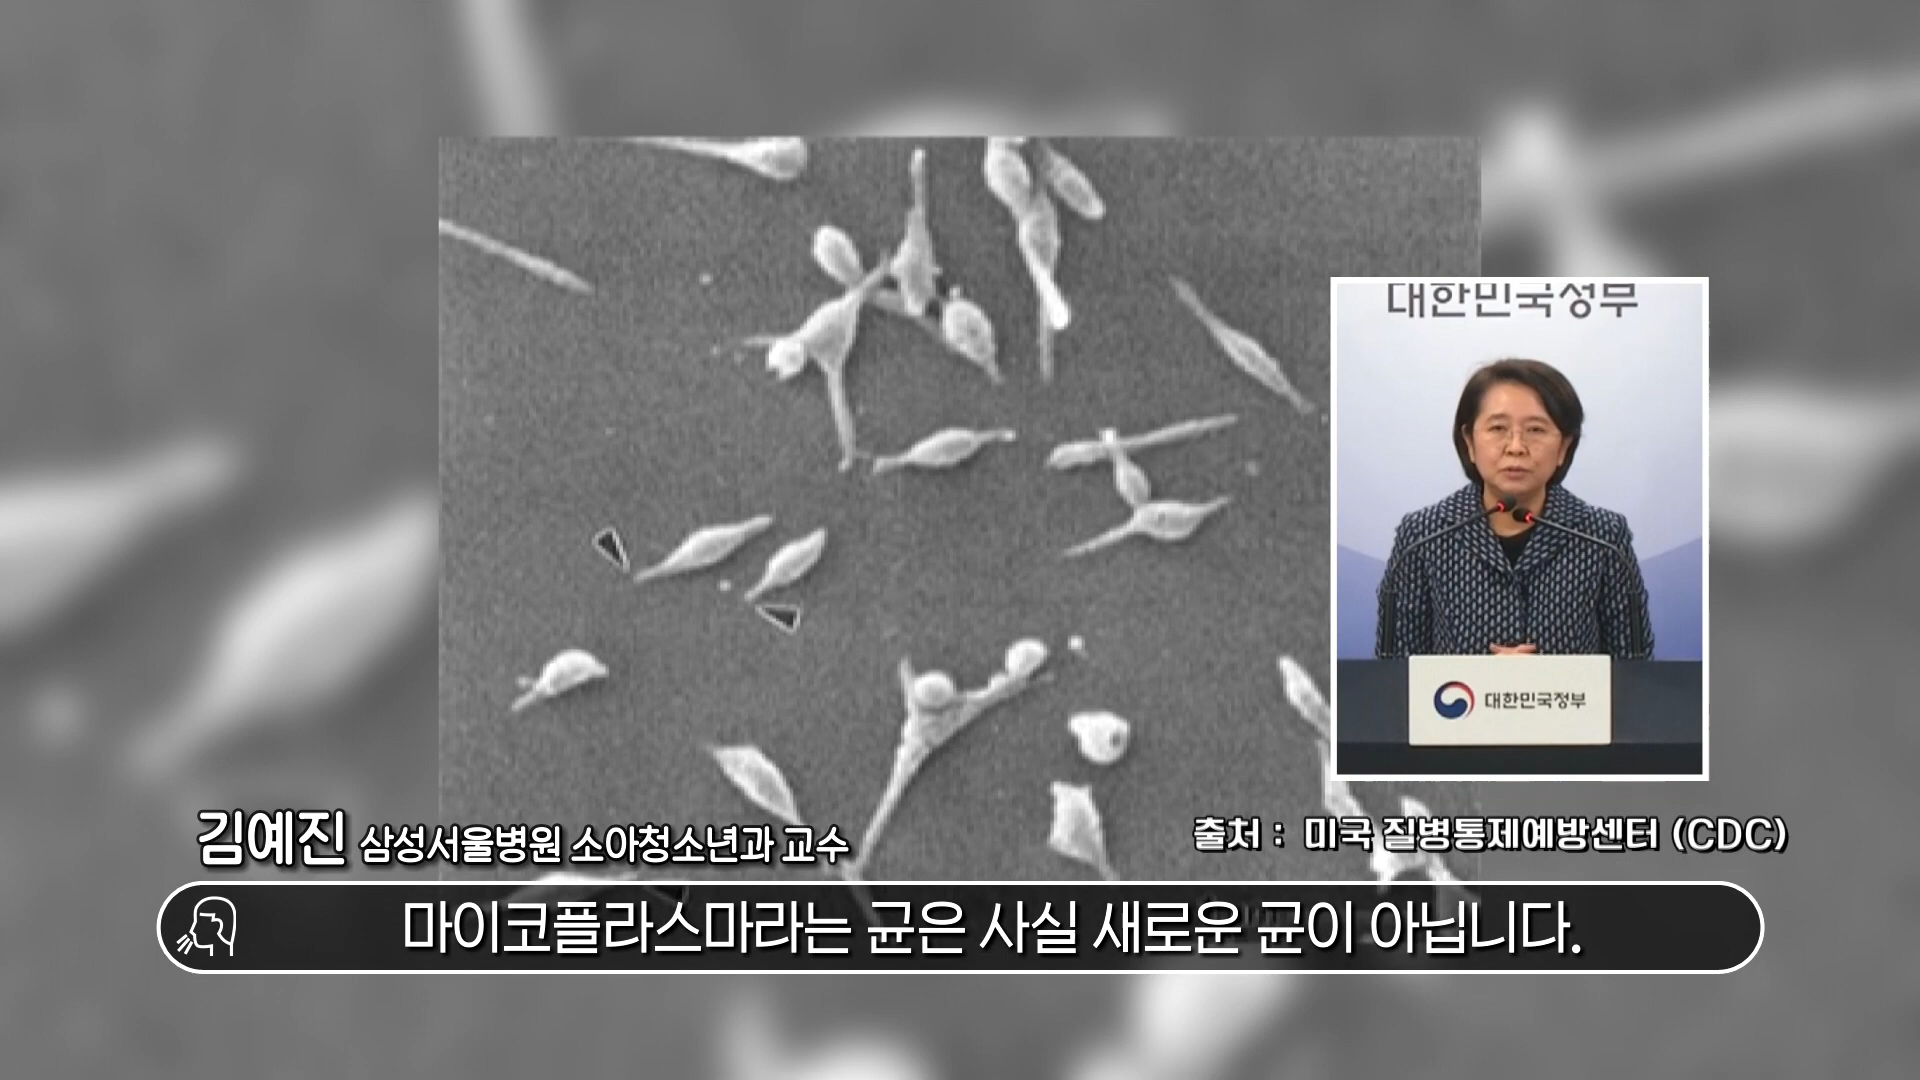 대한민국정부
대한민국정부
김예진 삼성서울병원 소아청소년과 교수
출처 : 미국 질병통제예방센터 (CDC)
마이코플라스마라는 균은 사실 새로운 균이 아닙니다.